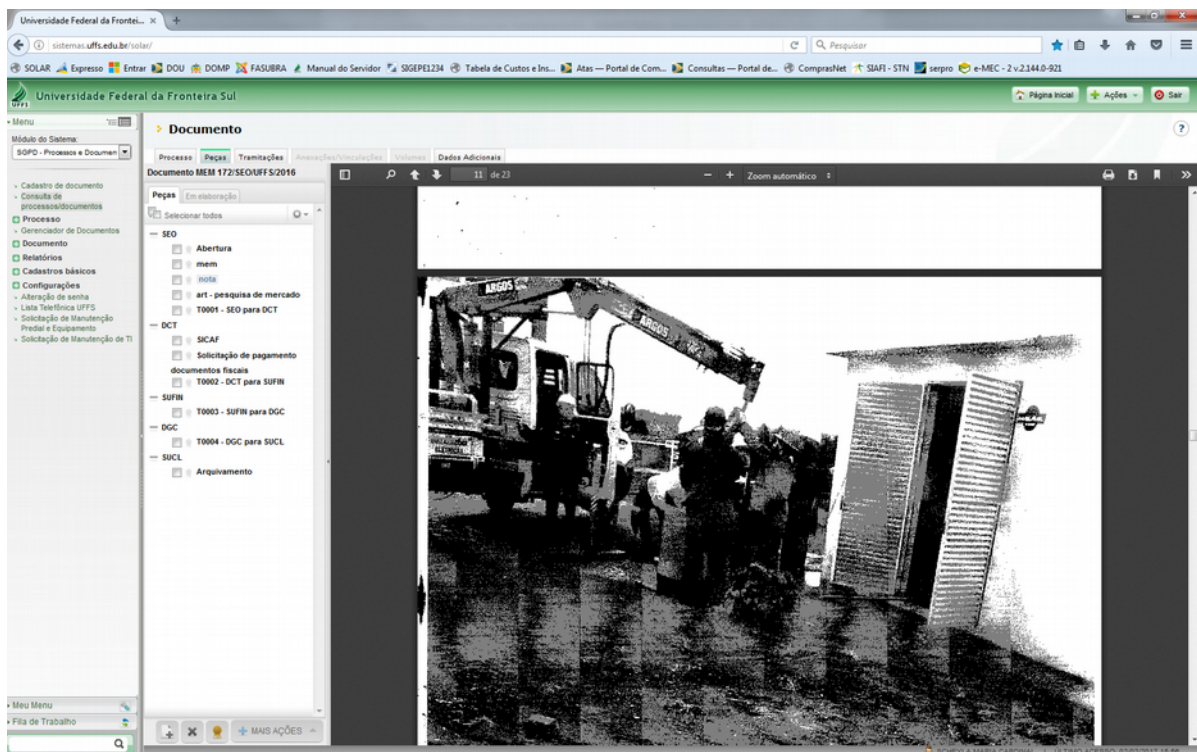 Universidade Federal da Frontei...
sistemas.uffs.edu.br/solar/
Pesquisar
SOLAR
Expresso
Entrar
DOU
DOMP
FASUBRA
Manual do Servidor
SIGEPE1234
Tabela de Custos e Ins...
Atas — Portal de Com...
Consultas — Portal de...
ComprasNet
SIAFI - STN
serpro
e-MEC - 2 v.2.144.0-921
UFFS
Universidade Federal da Fronteira Sul
Página Inicial
Ações
Sair
Menu
Módulo do Sistema:
SGPD - Processos e Documen
Cadastro de documento
Consulta de
processos/documentos
Processo
Gerenciador de Documentos
Documento
Relatórios
Cadastros básicos
Configurações
Alteração de senha
Lista Telefônica UFFS
Solicitação de Manutenção
Predial e Equipamento
Solicitação de Manutenção de TI
Meu Menu
Fila de Trabalho
Documento
?
Processo
Peças
Tramitações
Anexações/Vinculações
Volumes
Dados Adicionais
Documento MEM 172/SEO/UFFS/2016
Peças
Em elaboração
Selecionar todos
SEO
Abertura
mem
nota
art - pesquisa de mercado
T0001 - SEO para DCT
DCT
SICAF
Solicitação de pagamento
documentos fiscais
T0002 - DCT para SUFIN
SUFIN
T0003 - SUFIN para DGC
DGC
T0004 - DGC para SUCL
SUCL
Arquivamento
MAIS AÇÕES
11 de 23
Zoom automático
ARGOS
ARGOS